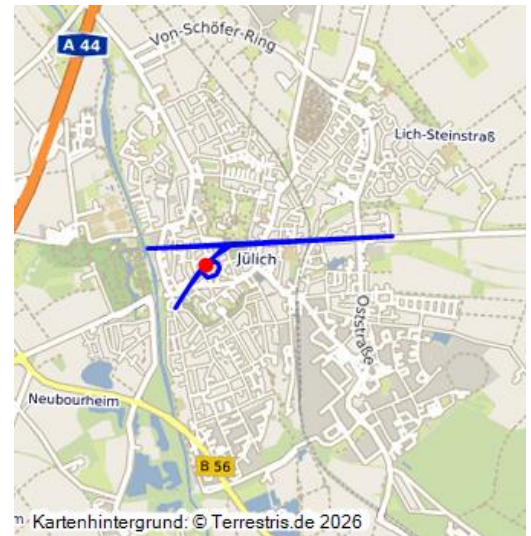 A 44
Von-Schöfer-Ring
Lich-Steinstraß
Jülich
Oststraße
Neubourheim
B 56
m
Kartenhintergrund: © Terrestris.de 2026